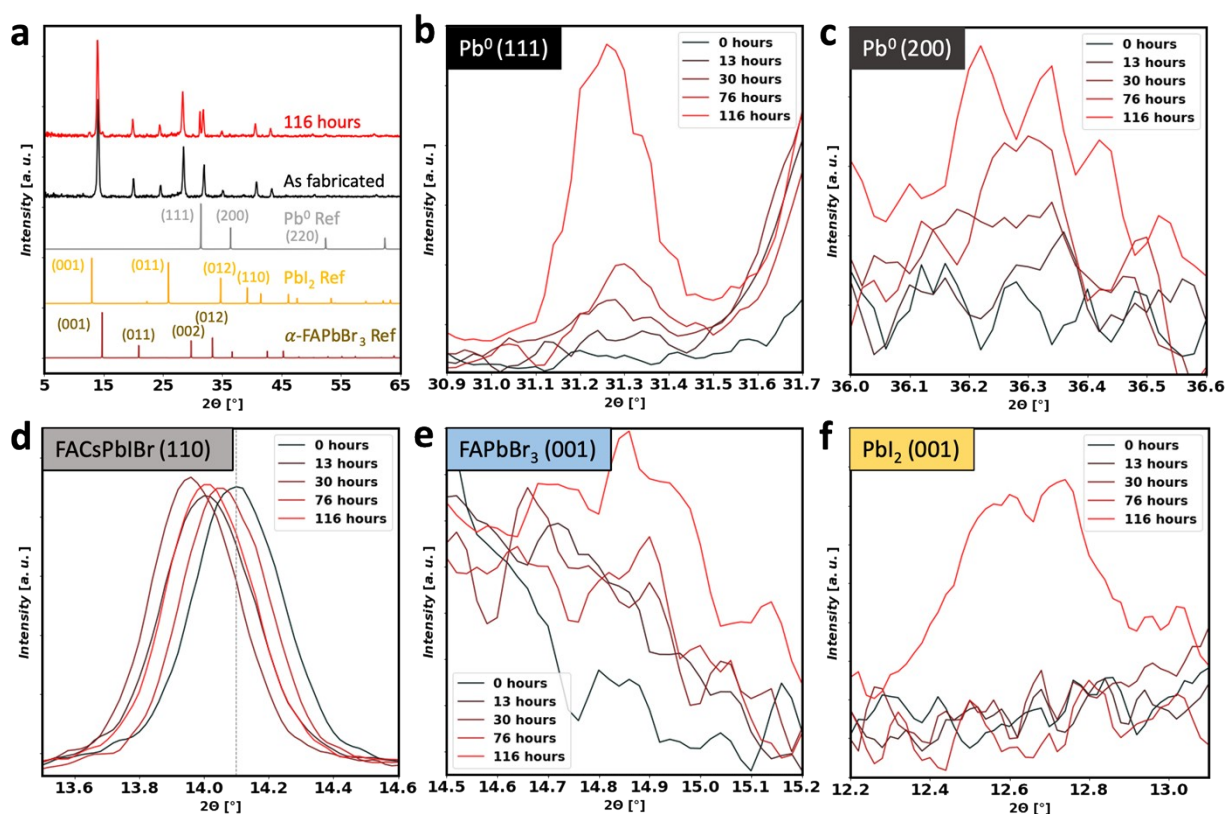 a
116 hours
As fabricated
(111)
(200)
Pb⁰ Ref
(220)
(001)
(011)
(012)
(110)
PbI₂ Ref
(001)
(011)
(002)
(012)
α-FAPbBr₃ Ref
Intensity [a. u. ]
5 15 25 35 45 55 65
2Θ [°]
b
Pb⁰ (111)
0 hours
13 hours
30 hours
76 hours
116 hours
Intensity [a. u. ]
30.9 31.0 31.1 31.2 31.3 31.4 31.5 31.6 31.7
2Θ [°]
c
Pb⁰ (200)
0 hours
13 hours
30 hours
76 hours
116 hours
Intensity [a. u. ]
36.0 36.1 36.2 36.3 36.4 36.5 36.6
2Θ [°]
d
FACsPbIBr (110)
0 hours
13 hours
30 hours
76 hours
116 hours
Intensity [a. u. ]
13.6 13.8 14.0 14.2 14.4 14.6
2Θ [°]
e
FAPbBr₃ (001)
0 hours
13 hours
30 hours
76 hours
116 hours
Intensity [a. u. ]
14.5 14.6 14.7 14.8 14.9 15.0 15.1 15.2
2Θ [°]
f
PbI₂ (001)
0 hours
13 hours
30 hours
76 hours
116 hours
Intensity [a. u. ]
12.2 12.4 12.6 12.8 13.0
2Θ [°]